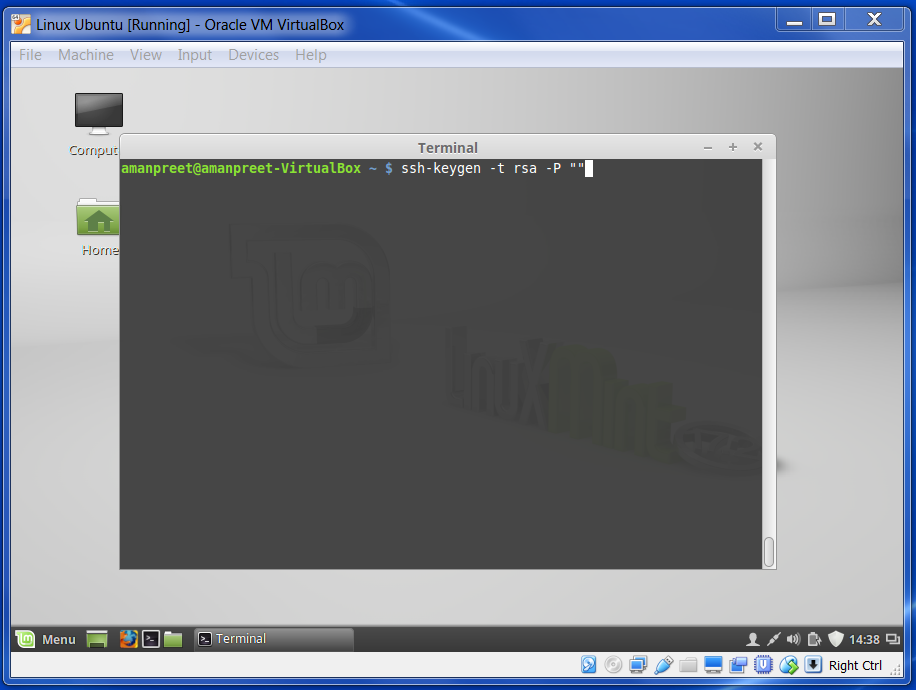 Linux Ubuntu [Running] - Oracle VM VirtualBox
File Machine View Input Devices Help
Comput
Terminal
amanpreet@amanpreet-VirtualBox ~ $ ssh-keygen -t rsa -P ""
Home
LinuxMint
Menu
Terminal
14:38
Right Ctrl